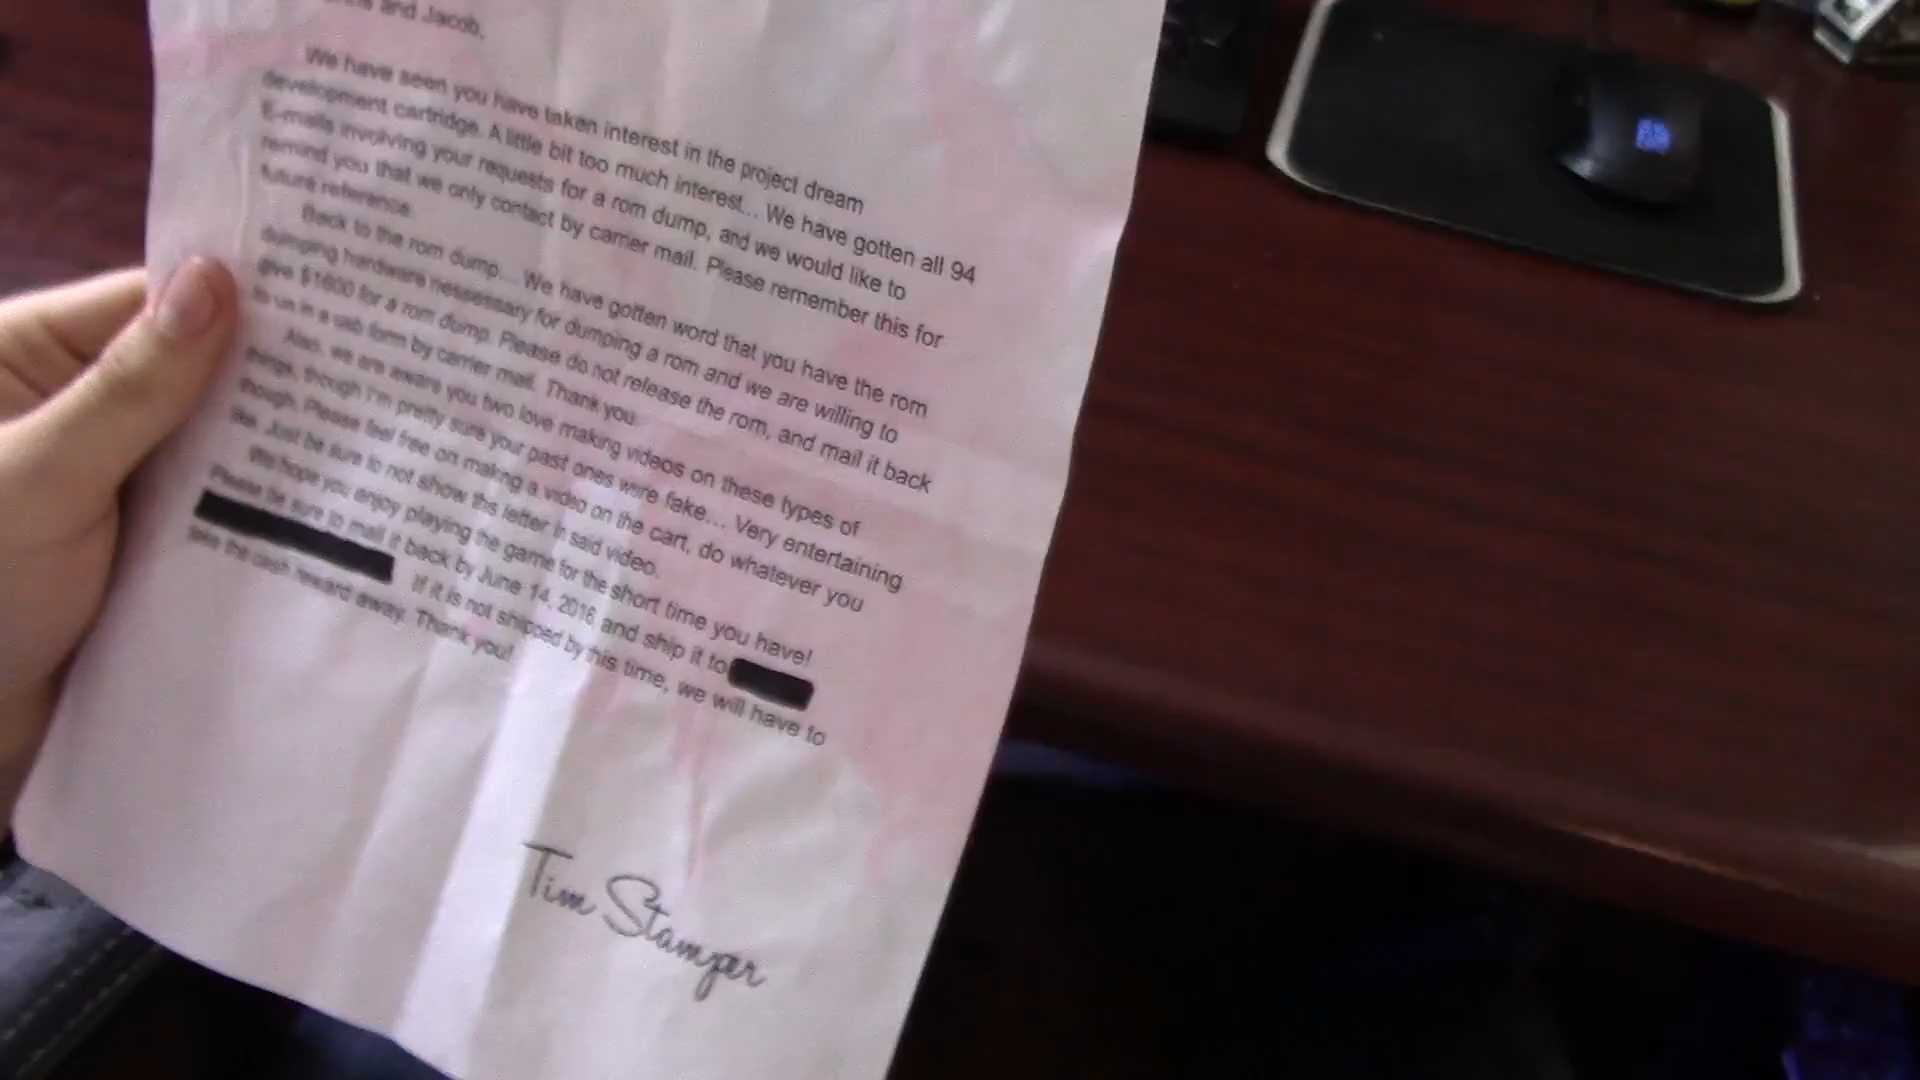 and Jacob,
We have seen you have taken interest in the project dream
development cartridge. A little bit too much interest... We have gotten all 94
E-mails involving your requests for a rom dump, and we would like to
remind you that we only contact by carrier mail. Please remember this for
future reference.
Back to the rom dump... We have gotten word that you have the rom
dumping hardware nessessary for dumping a rom and we are willing to
give $1600 for a rom dump. Please do not release the rom, and mail it back
to us in a usb form by carrier mail. Thank you.
Also, we are aware you two love making videos on these types of
things, though I'm pretty sure your past ones wire fake... Very entertaining
though. Please feel free on making a video on the cart, do whatever you
like. Just be sure to not show this letter in said video.
We hope you enjoy playing the game for the short time you have!
Please be sure to mail it back by June 14, 2016 and ship it to
If it is not shipped by this time, we will have to
take the cash reward away. Thank you!
Tim Stamper